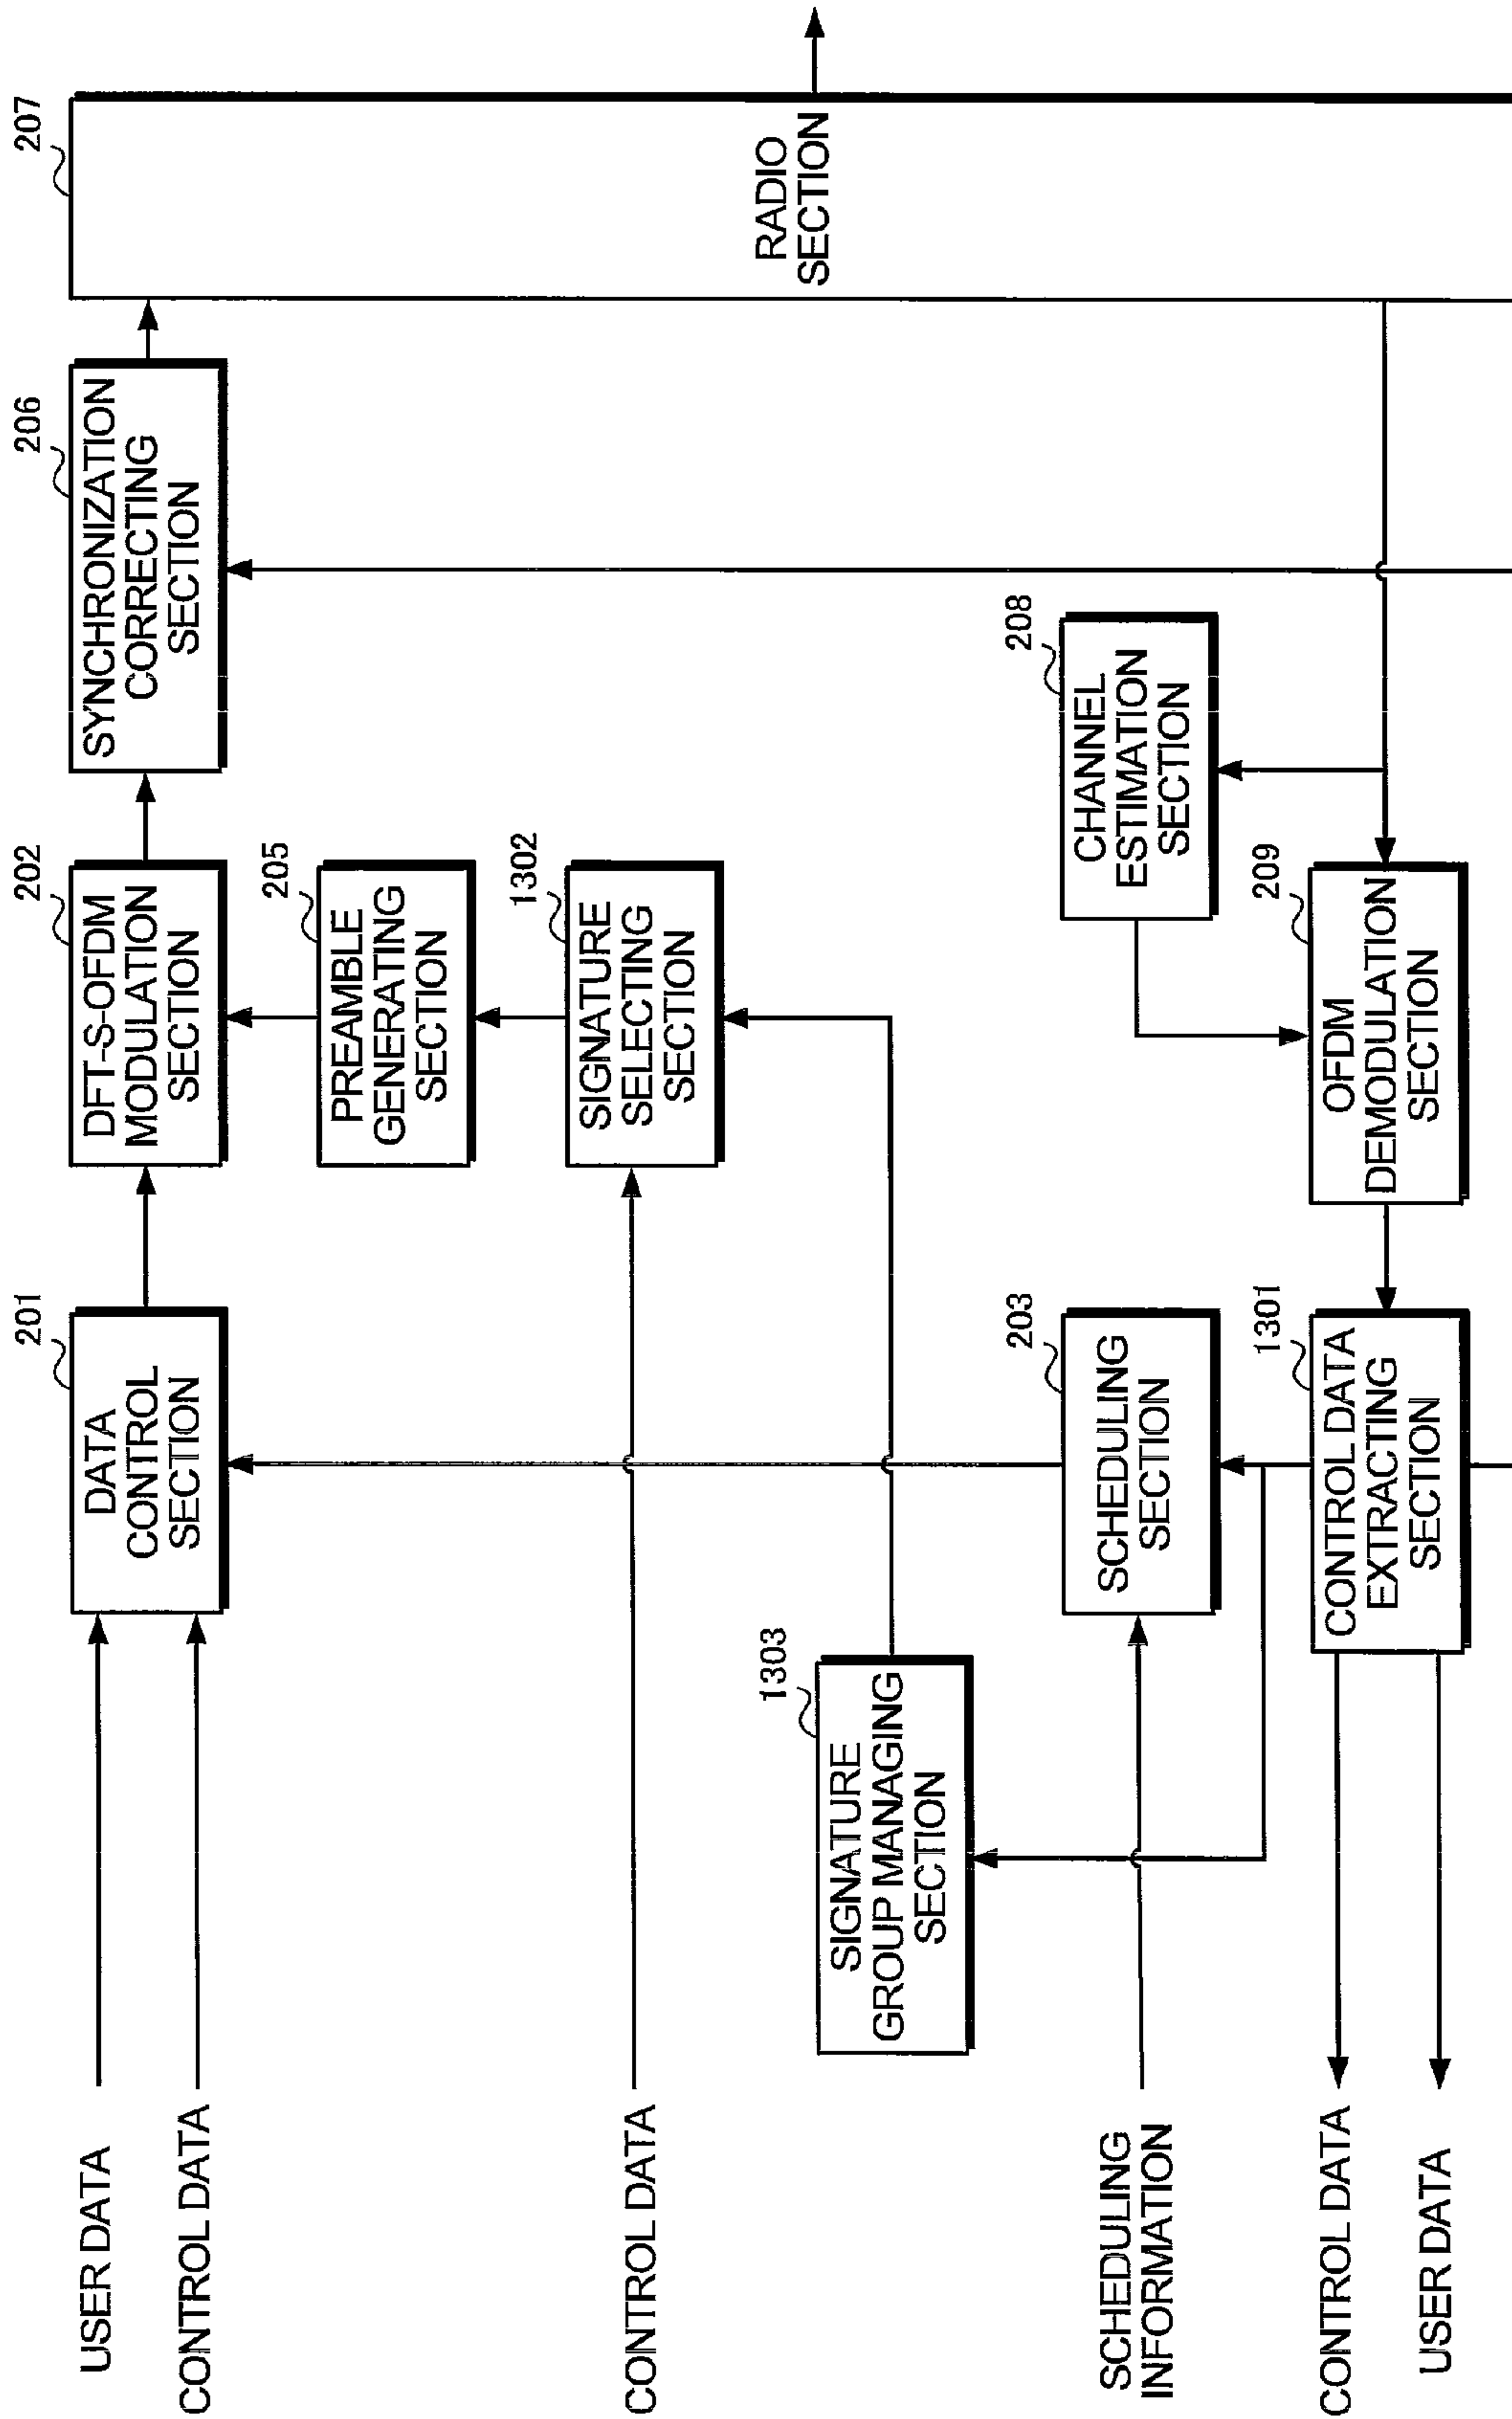 USER DATA
CONTROL DATA
201
DATA
CONTROL
SECTION
202
DFT-S-OFDM
MODULATION
SECTION
206
SYNCHRONIZATION
CORRECTING
SECTION
207
RADIO
SECTION
205
PREAMBLE
GENERATING
SECTION
CONTROL DATA
1302
SIGNATURE
SELECTING
SECTION
1303
SIGNATURE
GROUP MANAGING
SECTION
SCHEDULING
INFORMATION
203
SCHEDULING
SECTION
208
CHANNEL
ESTIMATION
SECTION
CONTROL DATA
USER DATA
1301
CONTROL DATA
EXTRACTING
SECTION
209
OFDM
DEMODULATION
SECTION